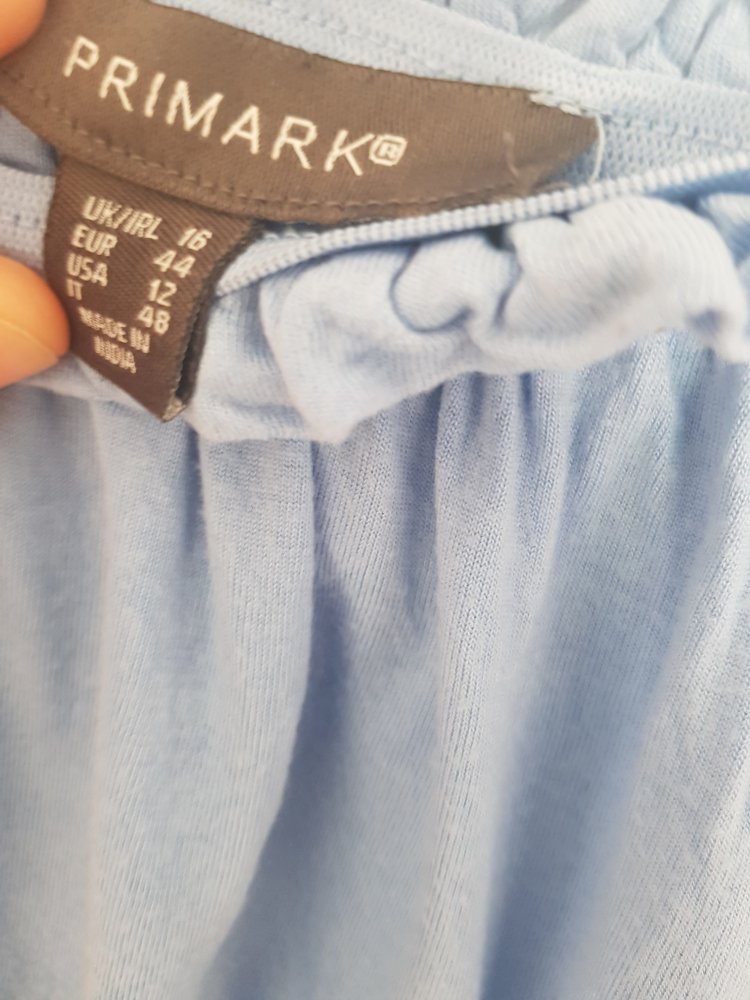 PRIMARK®
UK/IRL 16
EUR 44
USA 12
IT 48
MADE IN
INDIA